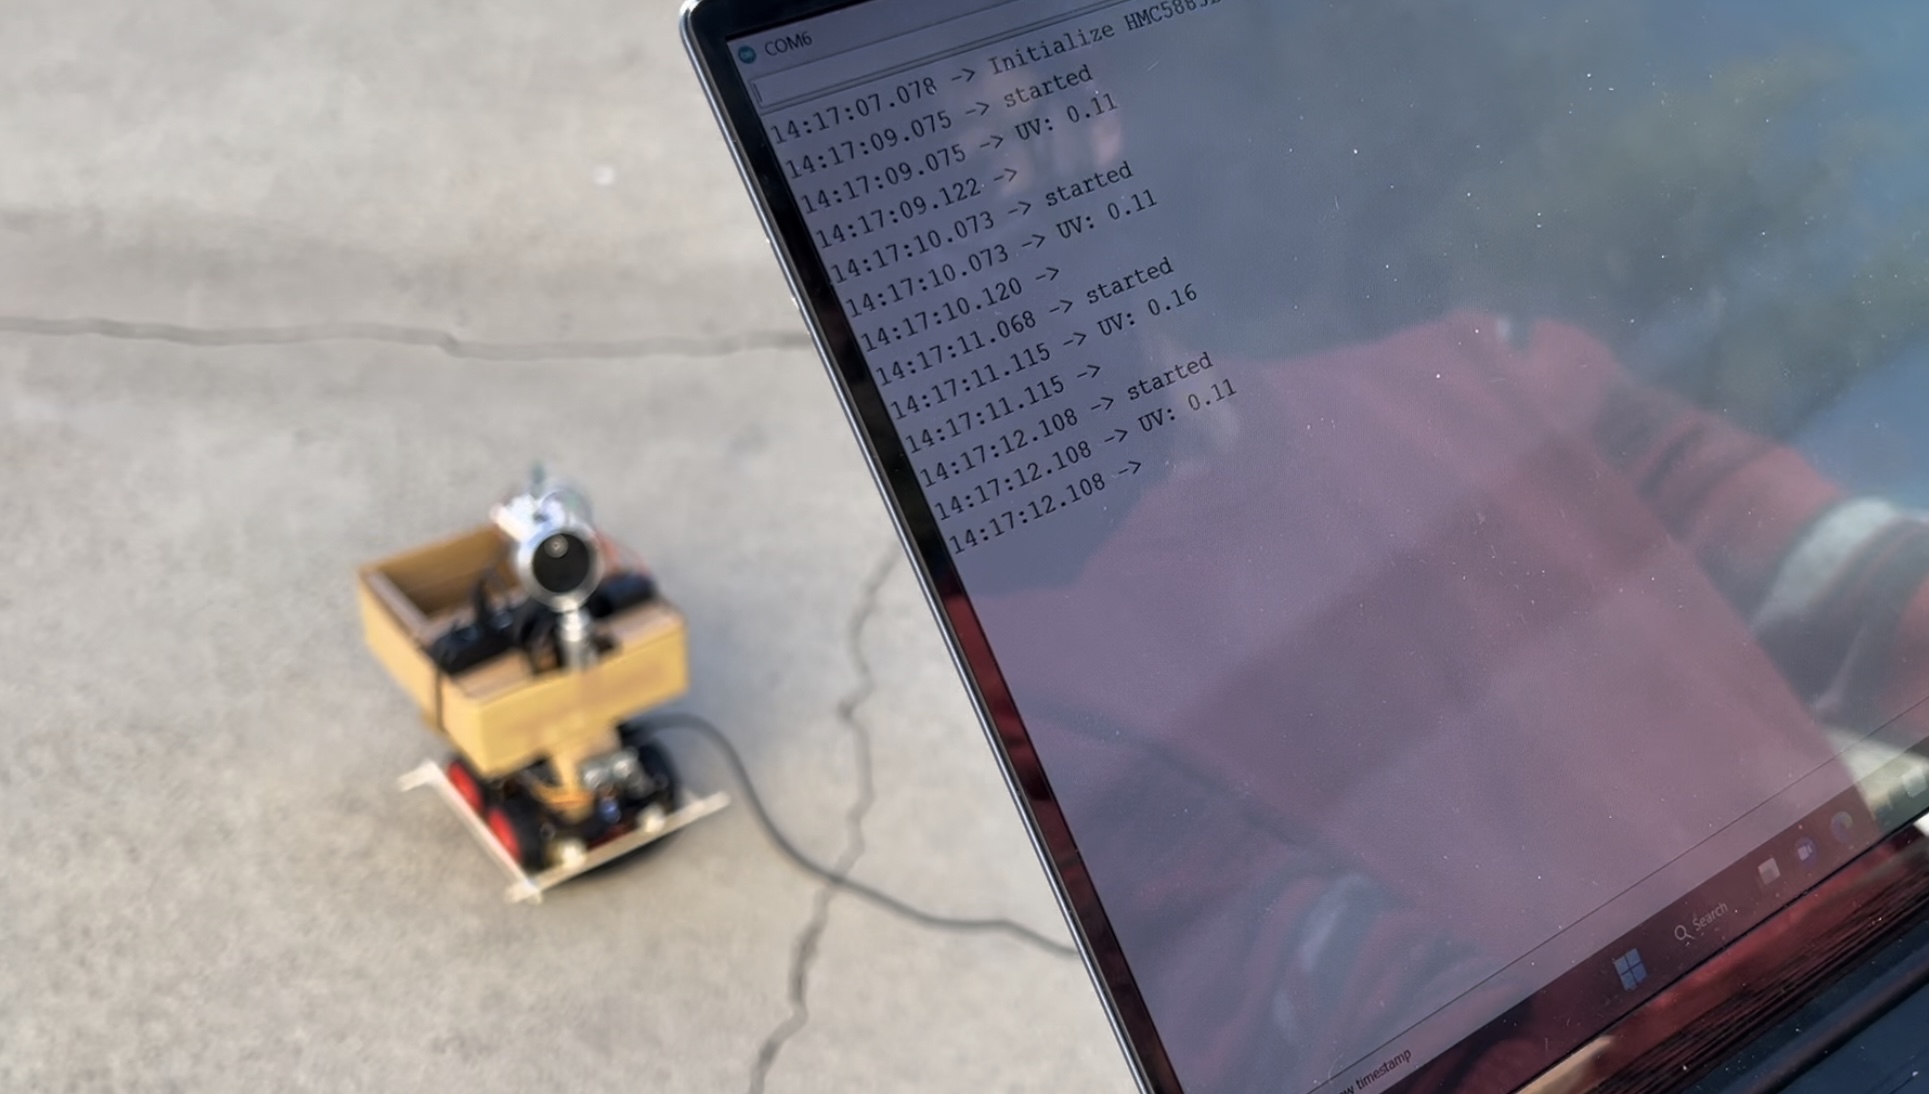 COM6
14:17:07.078 -> Initialize HMC5883L
14:17:09.075 -> started
14:17:09.075 -> UV: 0.11
14:17:09.122 ->
14:17:10.073 -> started
14:17:10.073 -> UV: 0.11
14:17:10.120 ->
14:17:11.068 -> started
14:17:11.115 -> UV: 0.16
14:17:11.115 ->
14:17:12.108 -> started
14:17:12.108 -> UV: 0.11
14:17:12.108 ->
Search
timestamp